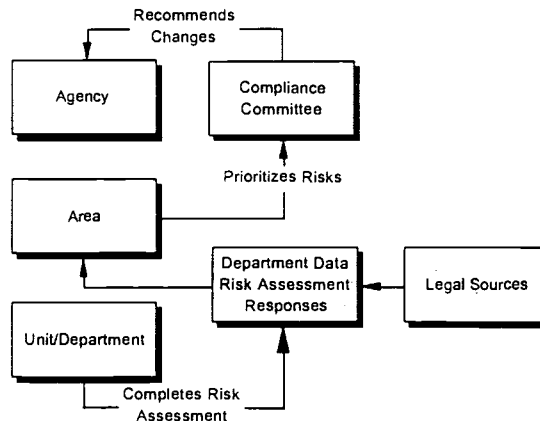 Recommends
Changes
Agency
Compliance
Committee
Prioritizes Risks
Area
Department Data
Risk Assessment
Responses
Legal Sources
Unit/Department
Completes Risk
Assessment